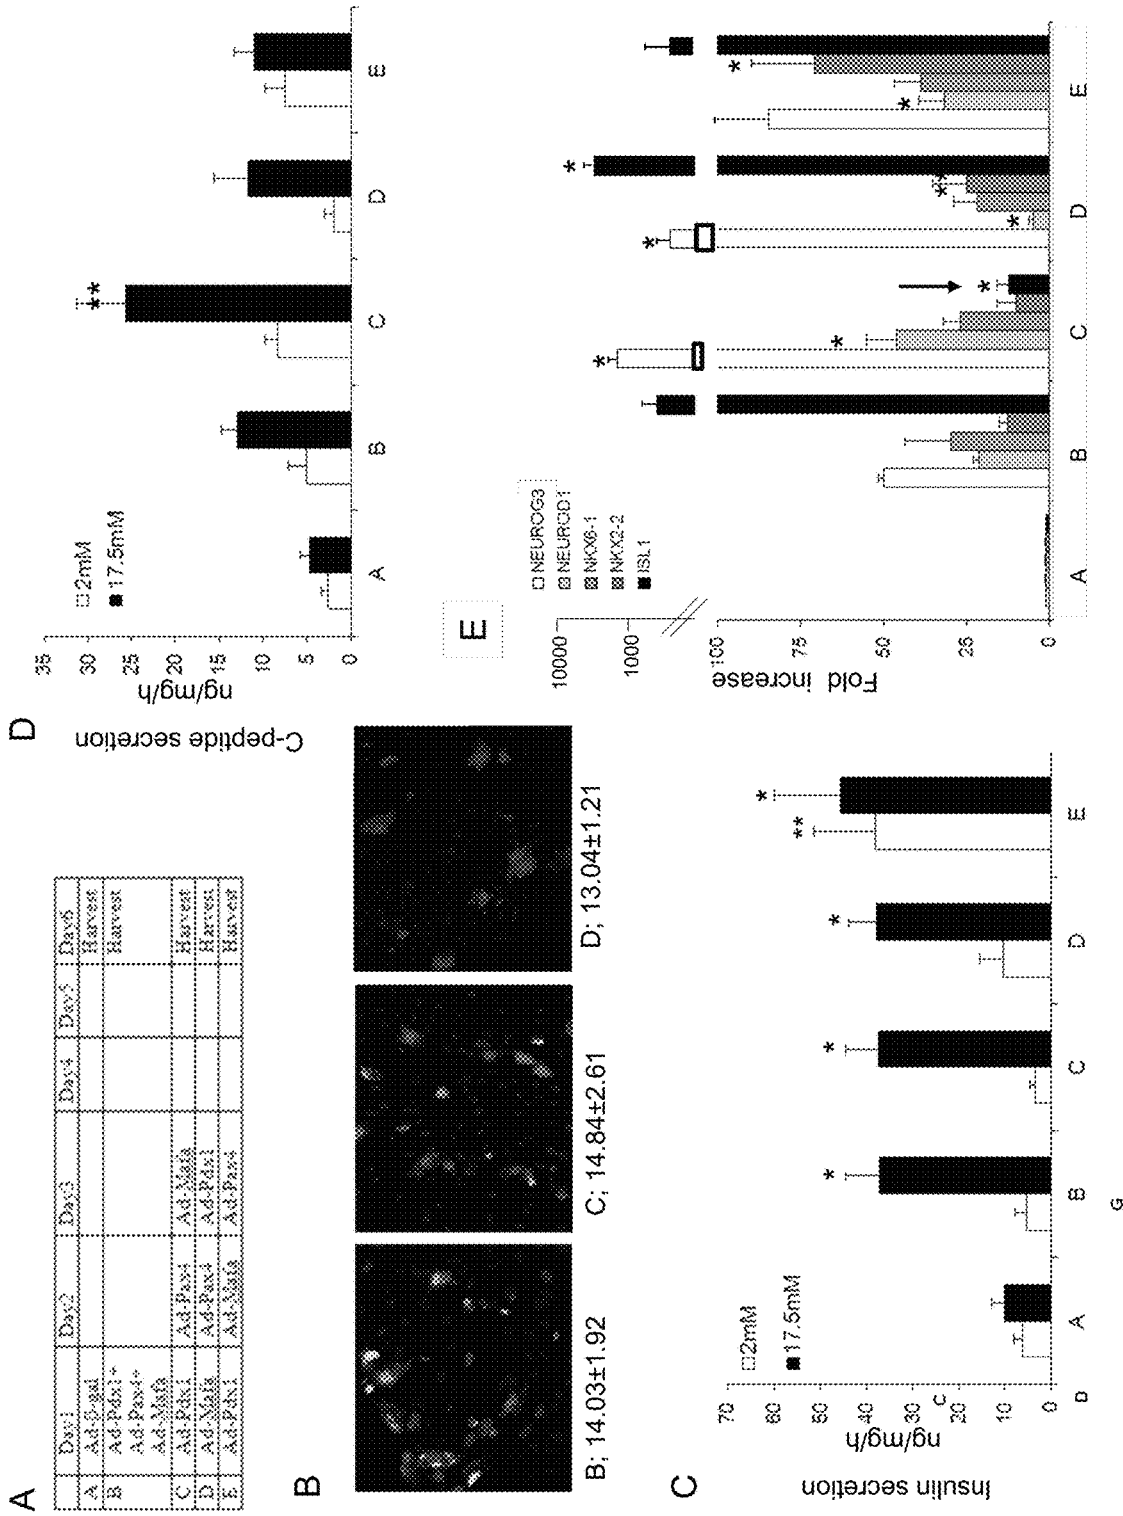 A
Day1 Day2 Day3 Day4 Day5 Day6
A Ad-β-gal Harvest
B Ad-Pdx1+ Harvest
Ad-Pax4+
Ad-Mafa
C Ad-Pdx1 Ad-Pax4 Ad-Mafa Harvest
D Ad-Mafa Ad-Pax4 Ad-Pdx1 Harvest
E Ad-Pdx1 Ad-Mafa Ad-Pax4 Harvest
B
B; 14.03±1.92
C; 14.84±2.61
D; 13.04±1.21
C
Insulin secretion
ng/mg/h
70
60
50
40
30
20
10
0
C
2mM
17.5mM
* * * ** *
A B C D E
D
G
D
C-peptide secretion
ng/mg/h
35
30
25
20
15
10
5
0
2mM
17.5mM
**
A B C D E
E
Fold increase
10000
1000
100
75
50
25
0
NEUROG3
NEUROD1
NKX6-1
NKX2-2
ISL1
* * * * * * * * * *
A B C D E